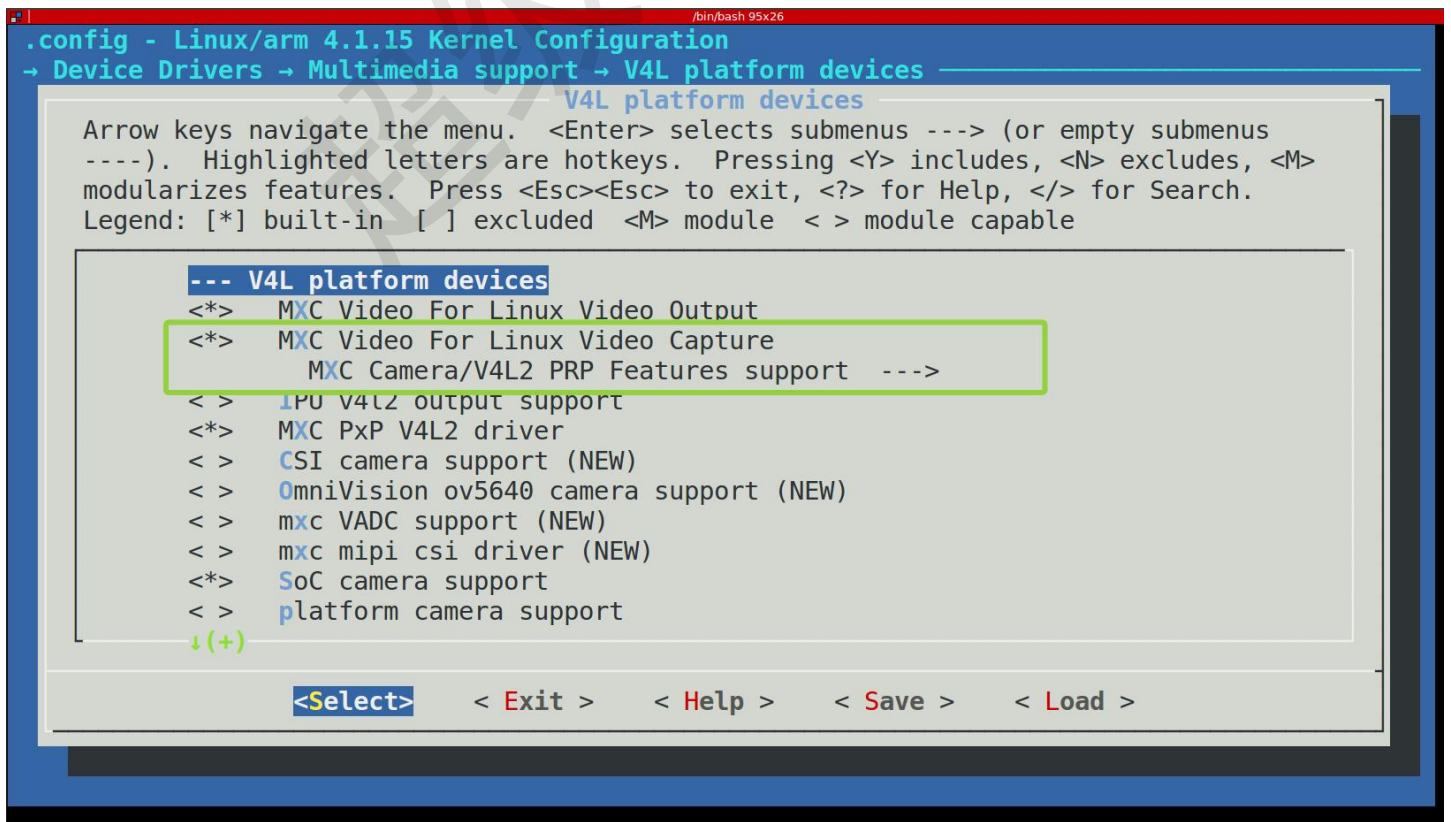 /bin/bash 95x26
.config - Linux/arm 4.1.15 Kernel Configuration
→ Device Drivers → Multimedia support → V4L platform devices
V4L platform devices
Arrow keys navigate the menu.  <Enter> selects submenus ---> (or empty submenus
----).  Highlighted letters are hotkeys.  Pressing <Y> includes, <N> excludes, <M>
modularizes features.  Press <Esc><Esc> to exit, <?> for Help, </> for Search.
Legend: [*] built-in  [ ] excluded  <M> module  < > module capable
--- V4L platform devices
<*>   MXC Video For Linux Video Output
<*>   MXC Video For Linux Video Capture
MXC Camera/V4L2 PRP Features support  --->
< >   IPU v4l2 output support
<*>   MXC PxP V4L2 driver
< >   CSI camera support (NEW)
< >   OmniVision ov5640 camera support (NEW)
< >   mxc VADC support (NEW)
< >   mxc mipi csi driver (NEW)
<*>   SoC camera support
< >   platform camera support
↓(+)
<Select>    < Exit >    < Help >    < Save >    < Load >